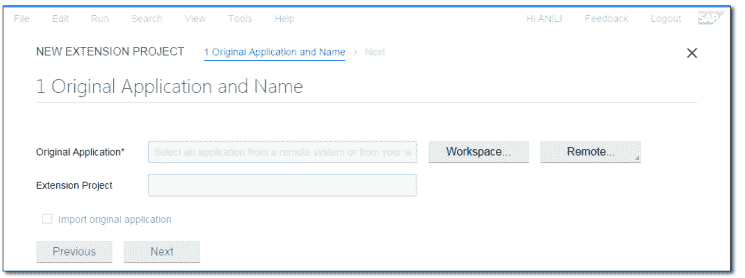 File Edit Run Search View Tools Help Hi ANIL! Feedback Logout SAP
NEW EXTENSION PROJECT 1 Original Application and Name > Next
1 Original Application and Name
Original Application* Select an application from a remote system or from your w Workspace... Remote...
Extension Project
Import original application
Previous Next